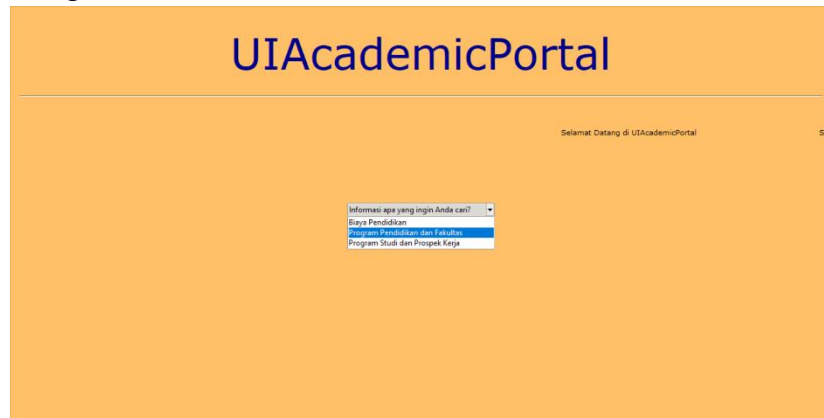 UIAcademicPortal
Selamat Datang di UIAcademicPortal
Informasi apa yang ingin Anda cari?
Biaya Pendidikan
Program Pendidikan dan Fakultas
Program Studi dan Prospek Kerja